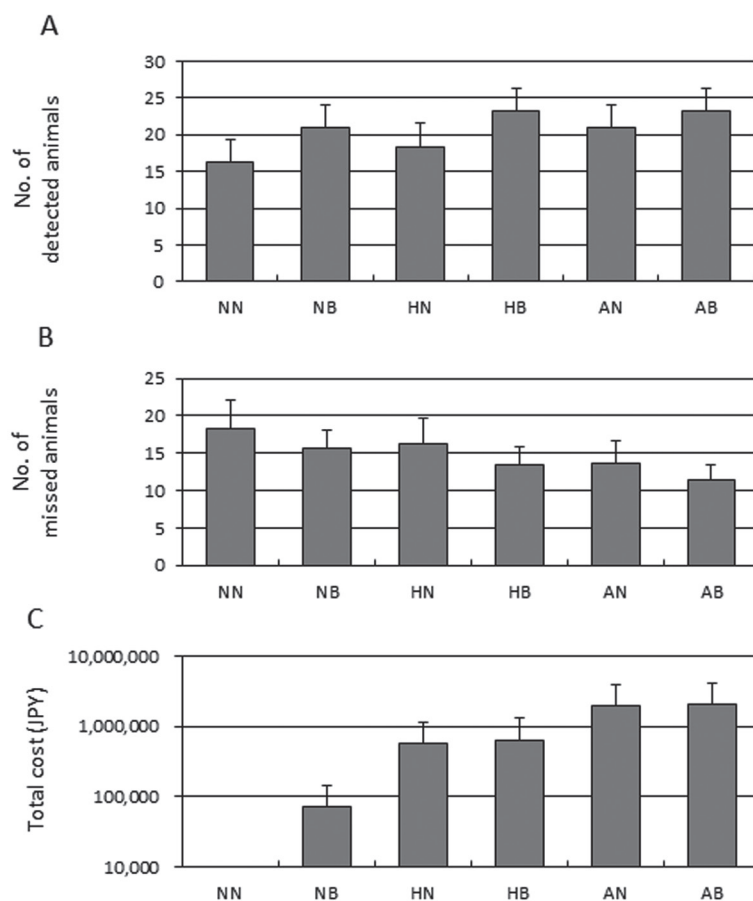 A
No. of
detected animals
30
25
20
15
10
5
0
NN NB HN HB AN AB
B
No. of
missed animals
25
20
15
10
5
0
NN NB HN HB AN AB
C
Total cost (JPY)
10,000,000
1,000,000
100,000
10,000
NN NB HN HB AN AB